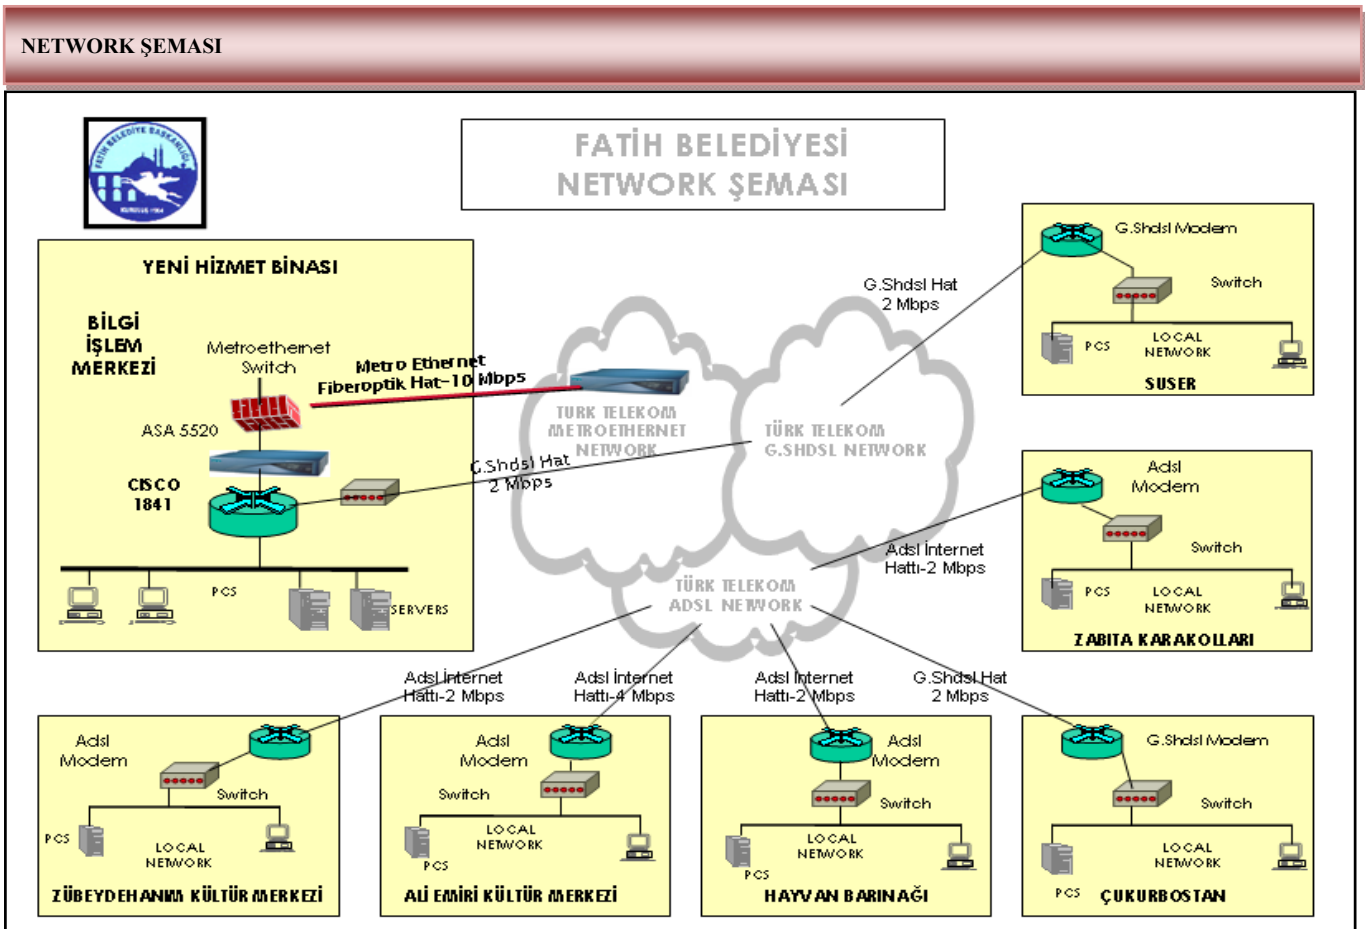 NETWORK ŞEMASI
FATİH BELEDİYE BAŞKANLIĞI
FATİH BELEDİYESİ
NETWORK ŞEMASI
YENİ HİZMET BİNASI
BİLGİ
İŞLEM
MERKEZİ
Metroethernet
Switch
Metro Ethernet
Fiberoptik Hat-10 Mbps
ASA 5520
CISCO
1841
G.Shdsl Hat
2 Mbps
PCS
SERVERS
TURK TELEKOM
METROETHERNET
NETWORK
TÜRK TELEKOM
G.SHDSL NETWORK
TÜRK TELEKOM
ADSL NETWORK
G.Shdsl Hat
2 Mbps
G.Shdsl Modem
Switch
PCS
LOCAL
NETWORK
SUSER
Adsl İnternet
Hattı-2 Mbps
Adsl
Modem
Switch
PCS
LOCAL
NETWORK
ZABITA KARAKOLLARI
Adsl İnternet
Hattı-2 Mbps
Adsl İnternet
Hattı-4 Mbps
Adsl İnternet
Hattı-2 Mbps
G.Shdsl Hat
2 Mbps
Adsl
Modem
Switch
PCS
LOCAL
NETWORK
ZÜBEYDEHANIM KÜLTÜR MERKEZİ
Adsl
Modem
Switch
LOCAL
NETWORK
PCS
ALİ EMİRİ KÜLTÜR MERKEZİ
Adsl
Modem
Switch
LOCAL
NETWORK
PCS
HAYVAN BARINAĞI
G.Shdsl Modem
Switch
LOCAL
NETWORK
PCS
ÇUKURBOSTAN